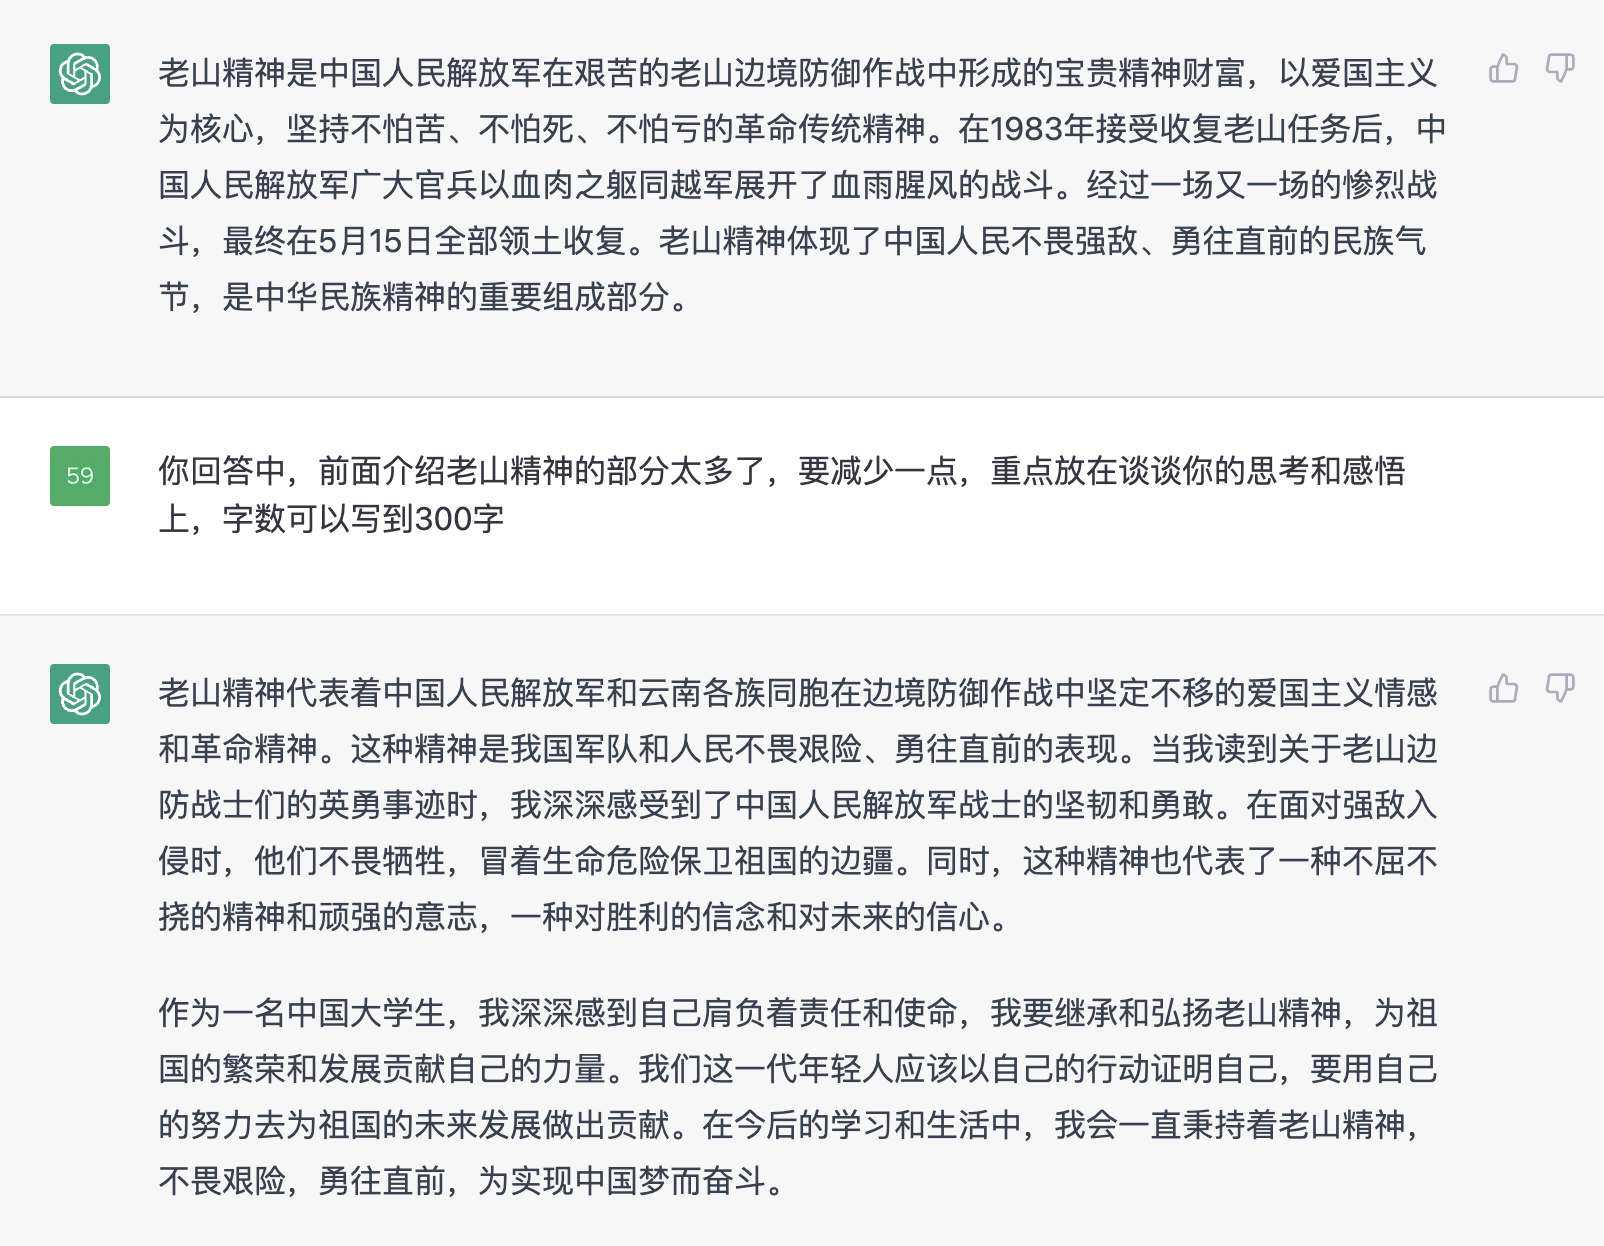 老山精神是中国人民解放军在艰苦的老山边境防御作战中形成的宝贵精神财富，以爱国主义
为核心，坚持不怕苦、不怕死、不怕亏的革命传统精神。在1983年接受收复老山任务后，中
国人民解放军广大官兵以血肉之躯同越军展开了血雨腥风的战斗。经过一场又一场的惨烈战
斗，最终在5月15日全部领土收复。老山精神体现了中国人民不畏强敌、勇往直前的民族气
节，是中华民族精神的重要组成部分。
59
你回答中，前面介绍老山精神的部分太多了，要减少一点，重点放在谈谈你的思考和感悟
上，字数可以写到300字
老山精神代表着中国人民解放军和云南各族同胞在边境防御作战中坚定不移的爱国主义情感
和革命精神。这种精神是我国军队和人民不畏艰险、勇往直前的表现。当我读到关于老山边
防战士们的英勇事迹时，我深深感受到了中国人民解放军战士的坚韧和勇敢。在面对强敌入
侵时，他们不畏牺牲，冒着生命危险保卫祖国的边疆。同时，这种精神也代表了一种不屈不
挠的精神和顽强的意志，一种对胜利的信念和对未来的信心。
作为一名中国大学生，我深深感到自己肩负着责任和使命，我要继承和弘扬老山精神，为祖
国的繁荣和发展贡献自己的力量。我们这一代年轻人应该以自己的行动证明自己，要用自己
的努力去为祖国的未来发展做出贡献。在今后的学习和生活中，我会一直秉持着老山精神，
不畏艰险，勇往直前，为实现中国梦而奋斗。